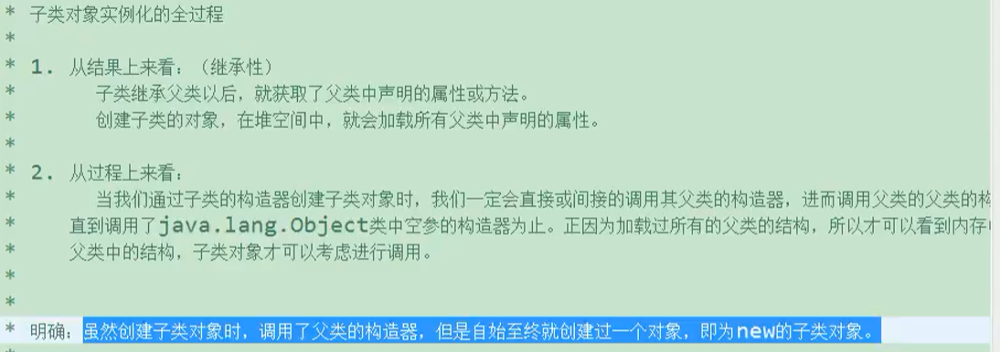 * 子类对象实例化的全过程
*
* 1. 从结果上来看：（继承性）
* 子类继承父类以后，就获取了父类中声明的属性或方法。
* 创建子类的对象，在堆空间中，就会加载所有父类中声明的属性。
*
* 2. 从过程上来看：
* 当我们通过子类的构造器创建子类对象时，我们一定会直接或间接的调用其父类的构造器，进而调用父类的父类的构
* 直到调用了java.lang.Object类中空参的构造器为止。正因为加载过所有的父类的结构，所以才可以看到内存
* 父类中的结构，子类对象才可以考虑进行调用。
*
*
* 明确：虽然创建子类对象时，调用了父类的构造器，但是自始至终就创建过一个对象，即为new的子类对象。